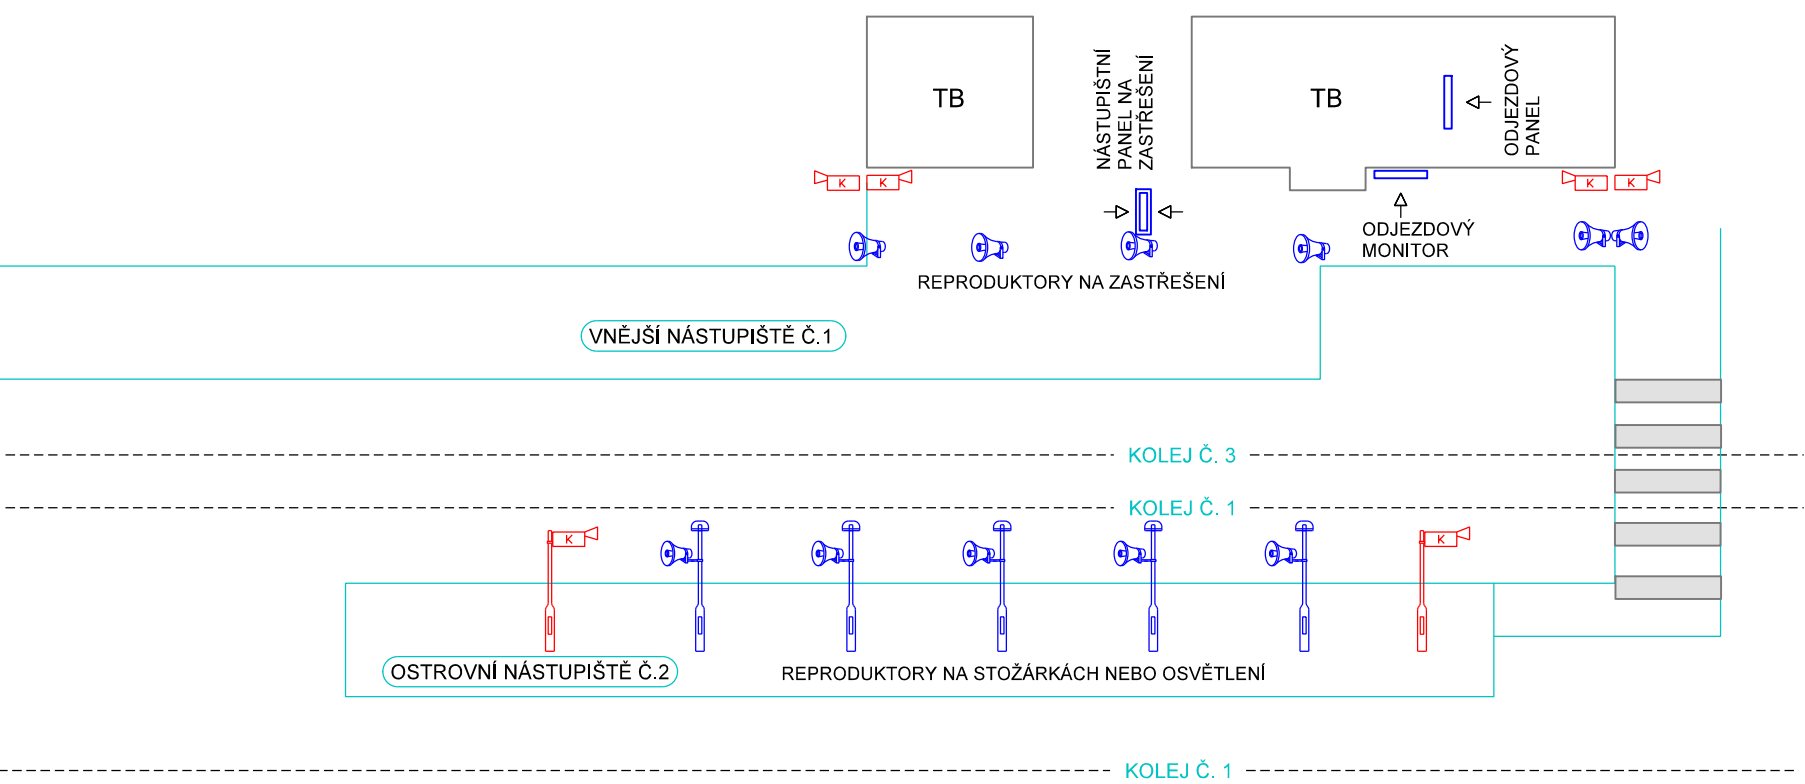 TB
NÁSTUPIŠTNÍ
PANEL NA
ZASTŘEŠENÍ
TB
ODJEZDOVÝ
PANEL
K
K
K
K
ODJEZDOVÝ
MONITOR
REPRODUKTORY NA ZASTŘEŠENÍ
VNĚJŠÍ NÁSTUPIŠTĚ Č.1
KOLEJ Č. 3
KOLEJ Č. 1
K
K
OSTROVNÍ NÁSTUPIŠTĚ Č.2
REPRODUKTORY NA STOŽÁRKÁCH NEBO OSVĚTLENÍ
KOLEJ Č. 1